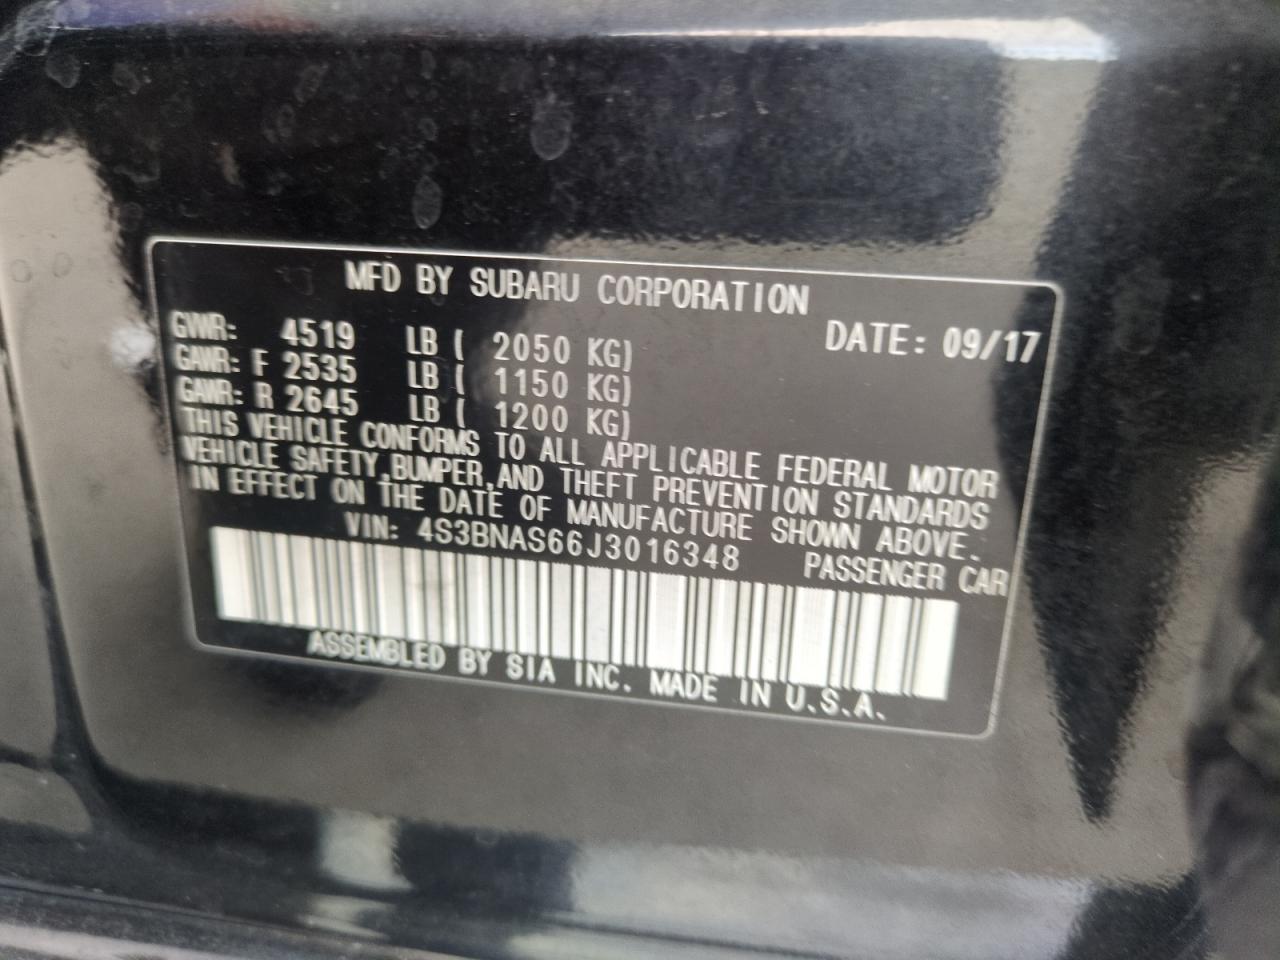 MFD BY SUBARU CORPORATION
GVWR: 4519 LB ( 2050 KG) DATE: 09/17
GAWR: F 2535 LB ( 1150 KG)
GAWR: R 2645 LB ( 1200 KG)
THIS VEHICLE CONFORMS TO ALL APPLICABLE FEDERAL MOTOR
VEHICLE SAFETY,BUMPER,AND THEFT PREVENTION STANDARDS
IN EFFECT ON THE DATE OF MANUFACTURE SHOWN ABOVE.
VIN: 4S3BNAS66J3016348 PASSENGER CAR
ASSEMBLED BY SIA INC. MADE IN U.S.A.